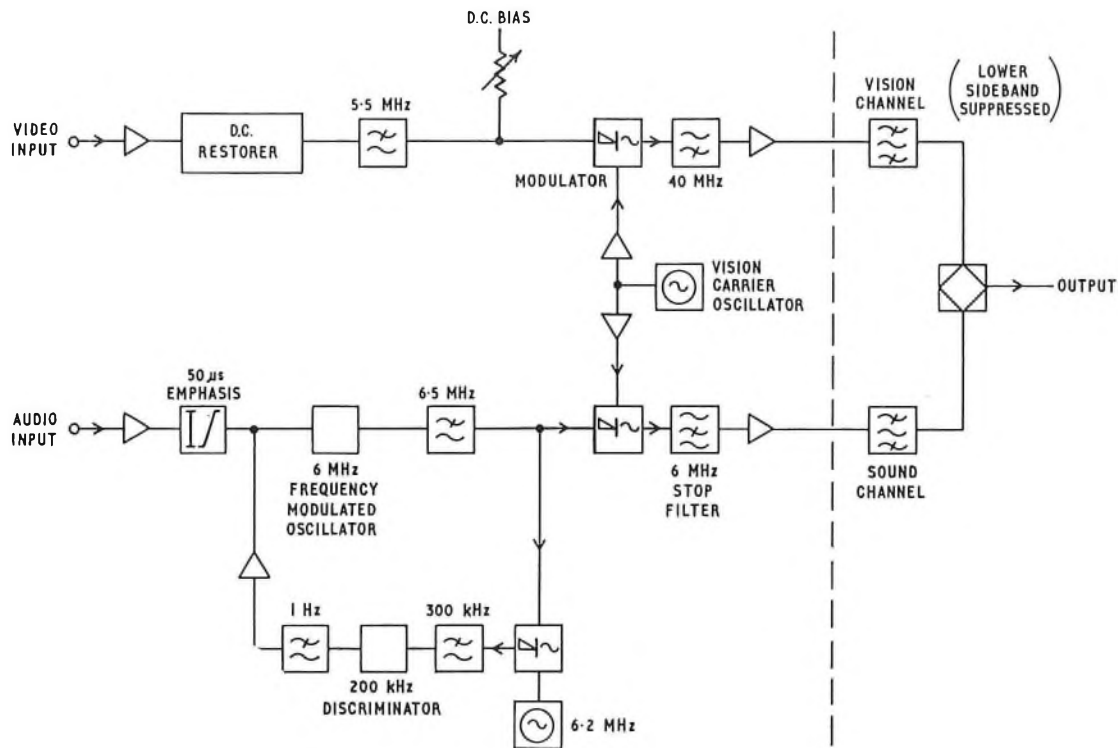 D.C. BIAS
VISION
CHANNEL
LOWER
SIDEBAND
SUPPRESSED
VIDEO
INPUT
D.C.
RESTORER
5·5 MHz
MODULATOR
40 MHz
VISION
CARRIER
OSCILLATOR
OUTPUT
50 µs
EMPHASIS
6·5 MHz
AUDIO
INPUT
6 MHz
FREQUENCY
MODULATED
OSCILLATOR
6 MHz
STOP
FILTER
SOUND
CHANNEL
1 Hz
300 kHz
200 kHz
DISCRIMINATOR
6·2 MHz